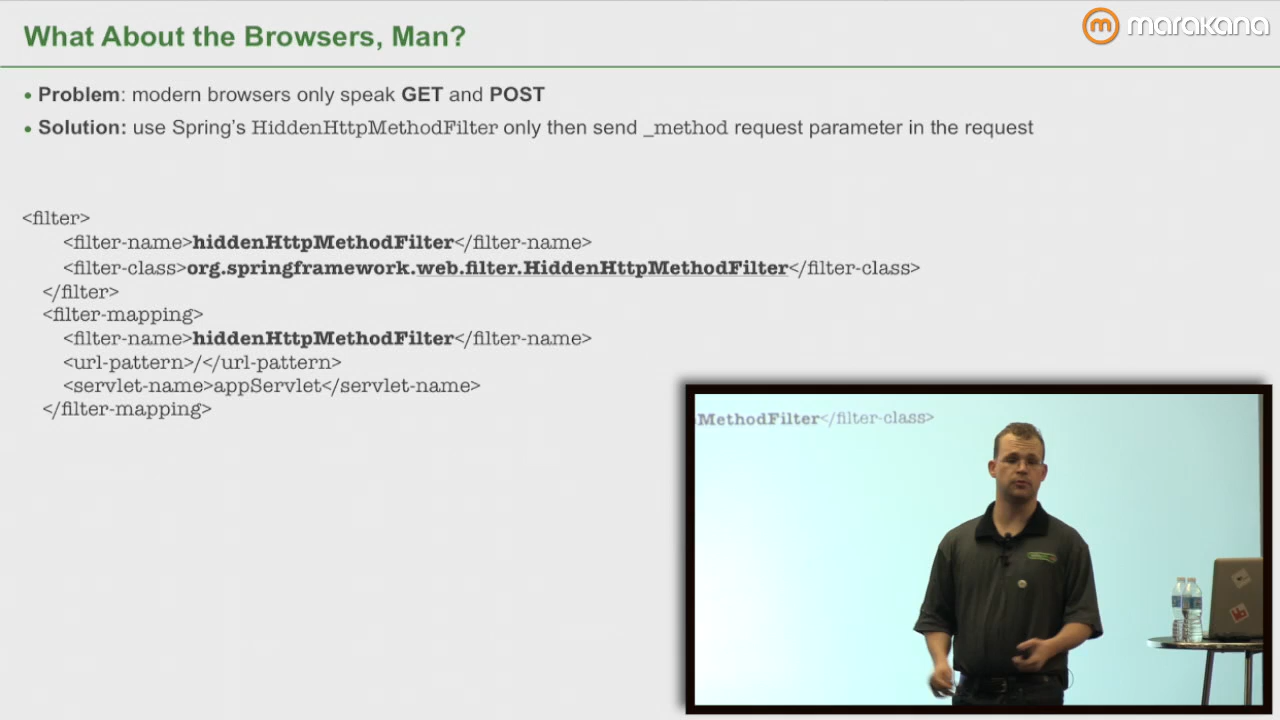 What About the Browsers, Man?
marakana
• Problem: modern browsers only speak GET and POST
• Solution: use Spring's HiddenHttpMethodFilter only then send _method request parameter in the request
<filter>
<filter-name>hiddenHttpMethodFilter</filter-name>
<filter-class>org.springframework.web.filter.HiddenHttpMethodFilter</filter-class>
</filter>
<filter-mapping>
<filter-name>hiddenHttpMethodFilter</filter-name>
<url-pattern>/</url-pattern>
<servlet-name>appServlet</servlet-name>
</filter-mapping>
MethodFilter</filter-class>